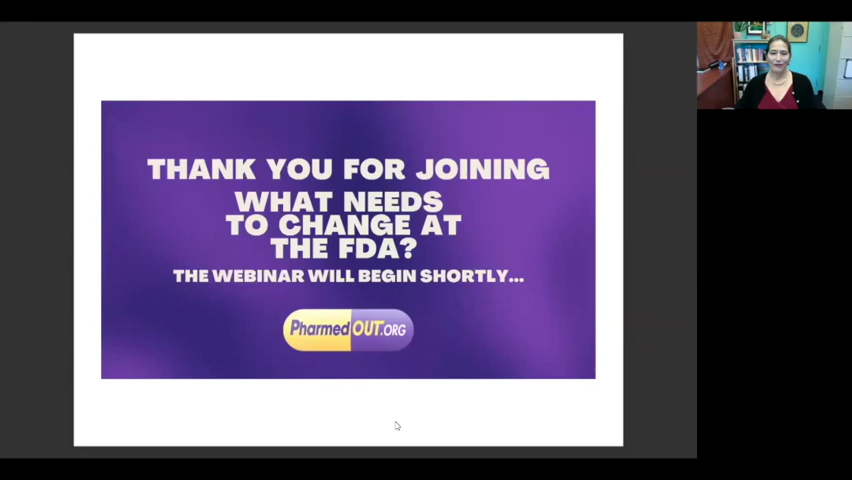 THANK YOU FOR JOINING
WHAT NEEDS
TO CHANGE AT
THE FDA?
THE WEBINAR WILL BEGIN SHORTLY...
PharmedOUT.ORG